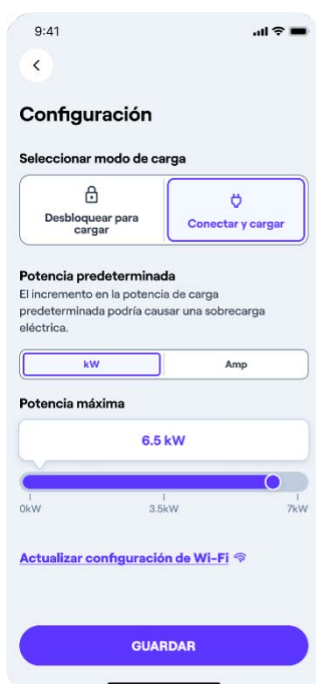 9:41
Configuración
Seleccionar modo de carga
Desbloquear para
cargar
Conectar y cargar
Potencia predeterminada
El incremento en la potencia de carga
predeterminada podría causar una sobrecarga
eléctrica.
kW
Amp
Potencia máxima
6.5 kW
0kW
3.5kW
7kW
Actualizar configuración de Wi-Fi
GUARDAR